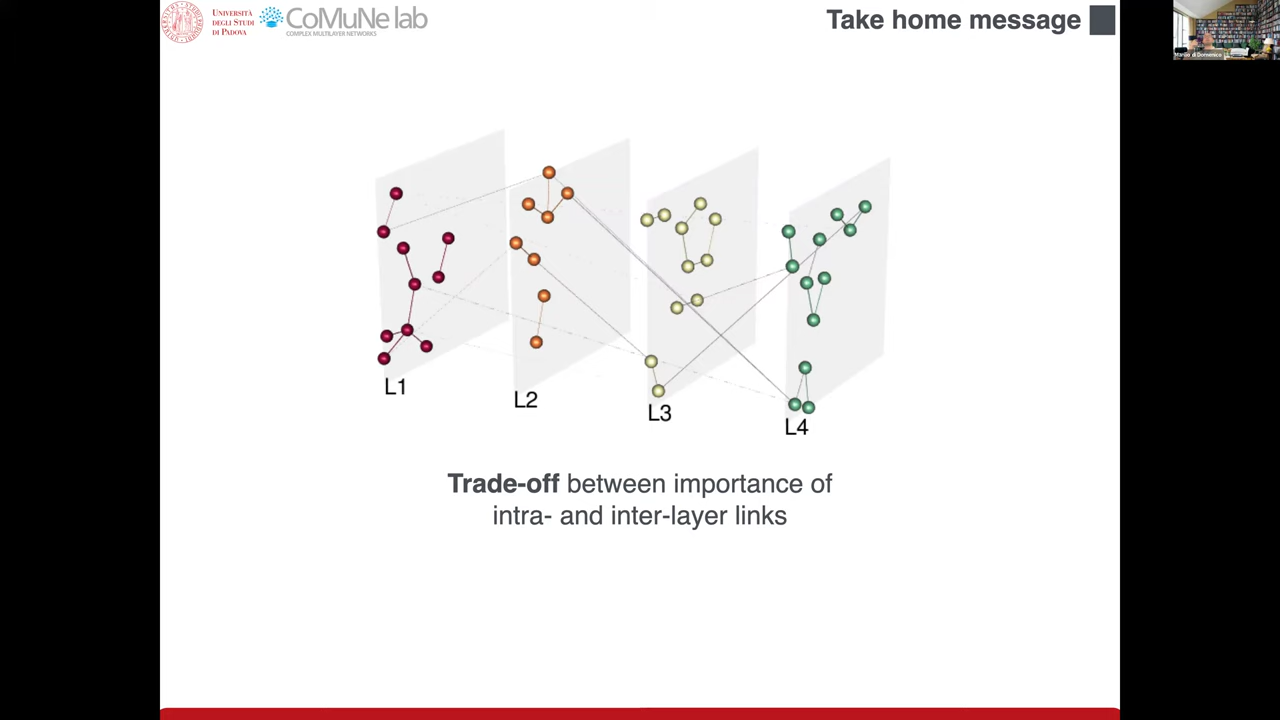 UNIVERSITÀ
DEGLI STUDI
DI PADOVA
CoMuNe lab
COMPLEX MULTILAYER NETWORKS
Take home message
L1
L2
L3
L4
Trade-off between importance of
intra- and inter-layer links